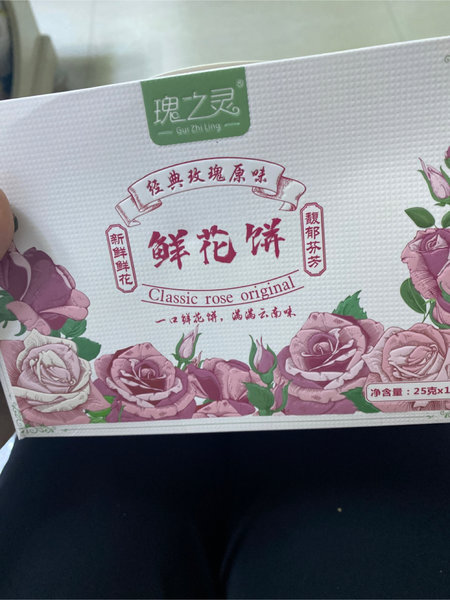 瑰之灵®
Gui Zhi Ling
经典玫瑰原味
新鲜鲜花
鲜花饼
馥郁芬芳
Classic rose original
一口鲜花饼，满满云南味
净含量：25克x1